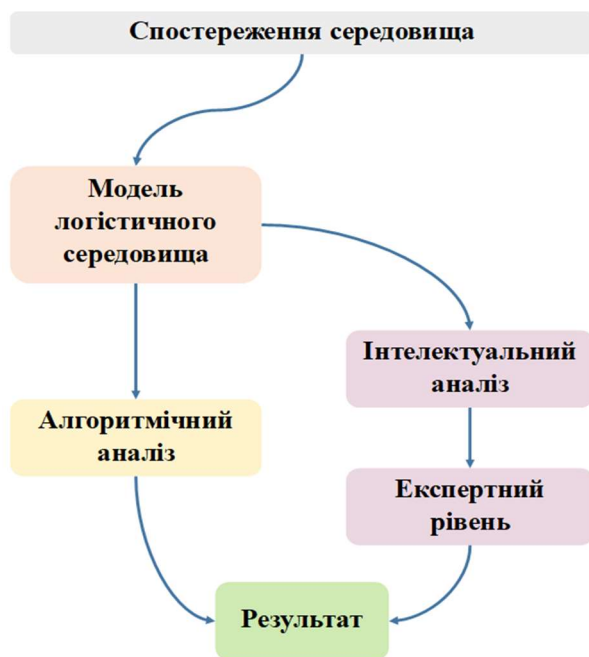 Спостереження середовища
Модель
логістичного
середовища
Інтелектуальний
аналіз
Алгоритмічний
аналіз
Експертний
рівень
Результат